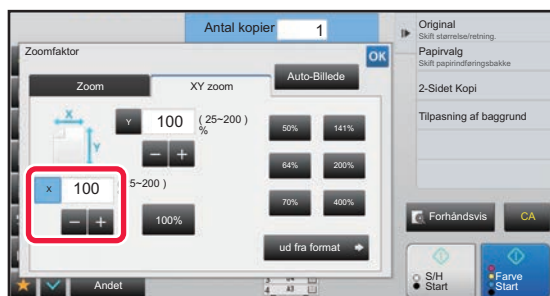 Antal kopier 1
Zoomfaktor
OK
Zoom
XY zoom
Auto-Billede
X
Y
Y 100 ( 25~200 )
%
50% 141%
64% 200%
70% 400%
X 100 5~200 )
100%
ud fra format
Andet
A3
Original
Skift størrelse/retning.
Papirvalg
Skift papirindføringsbakke
2-Sidet Kopi
Tilpasning af baggrund
Forhåndsvis
CA
S/H
Start
Farve
Start